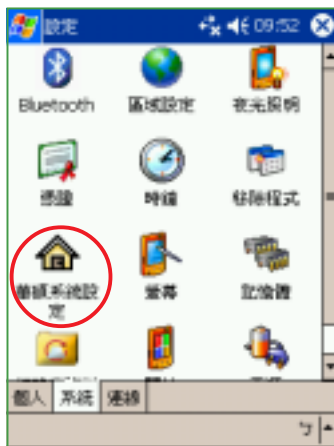 設定 09:52
Bluetooth 區域設定 夜光照明
憑證 時鐘 移除程式
華碩系統設定 螢幕 記憶體
個人 系統 連線
ㄅ